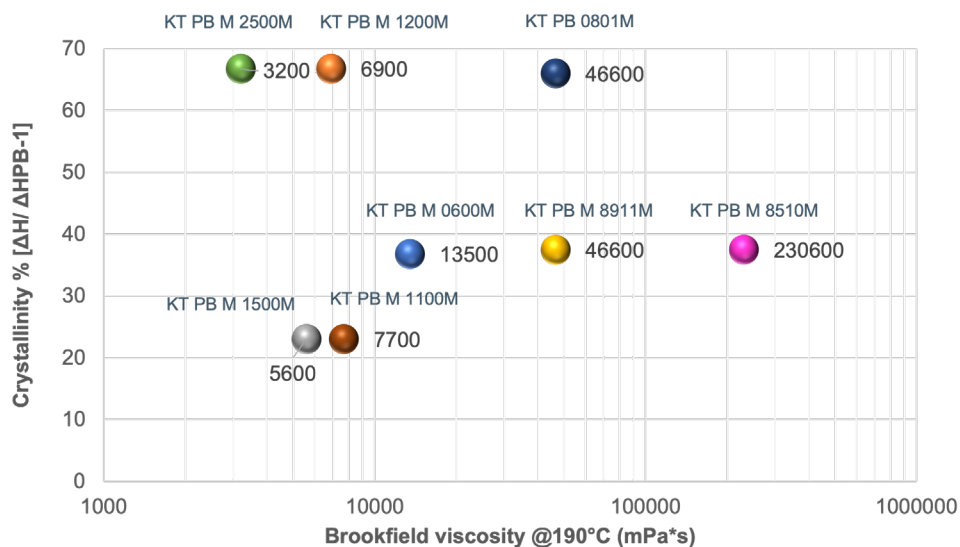 KT PB M 2500M
KT PB M 1200M
KT PB 0801M
70
3200
6900
46600
60
50
KT PB M 0600M
KT PB M 8911M
KT PB M 8510M
40
13500
46600
230600
30
KT PB M 1500M
KT PB M 1100M
7700
20
5600
10
0
1000
10000
100000
1000000
Crystallinity % [ΔH/ ΔHPB-1]
Brookfield viscosity @190°C (mPa*s)